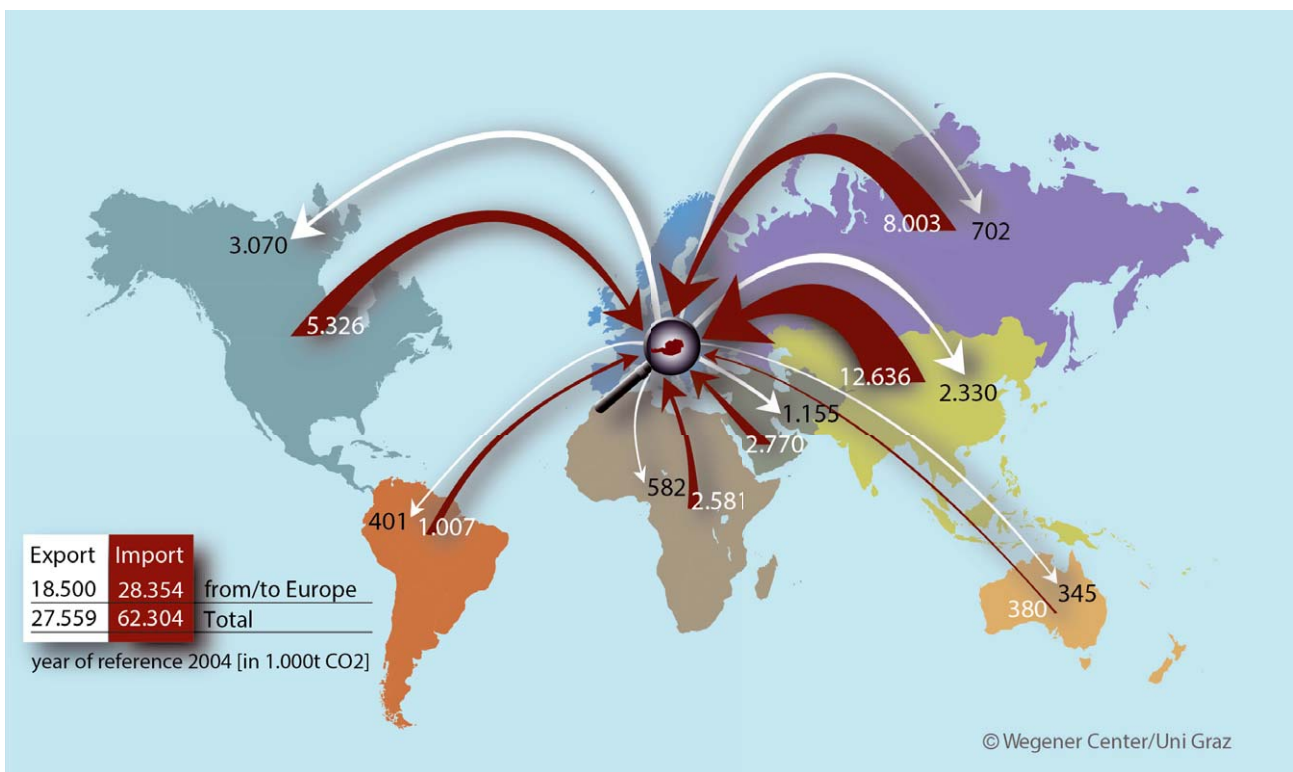 3.070
8.003
702
5.326
12.636
2.330
1.155
2.770
582
2.581
401
1.007
345
380
Export Import
18.500 28.354 from/to Europe
27.559 62.304 Total
year of reference 2004 [in 1.000t CO2]
© Wegener Center/Uni Graz